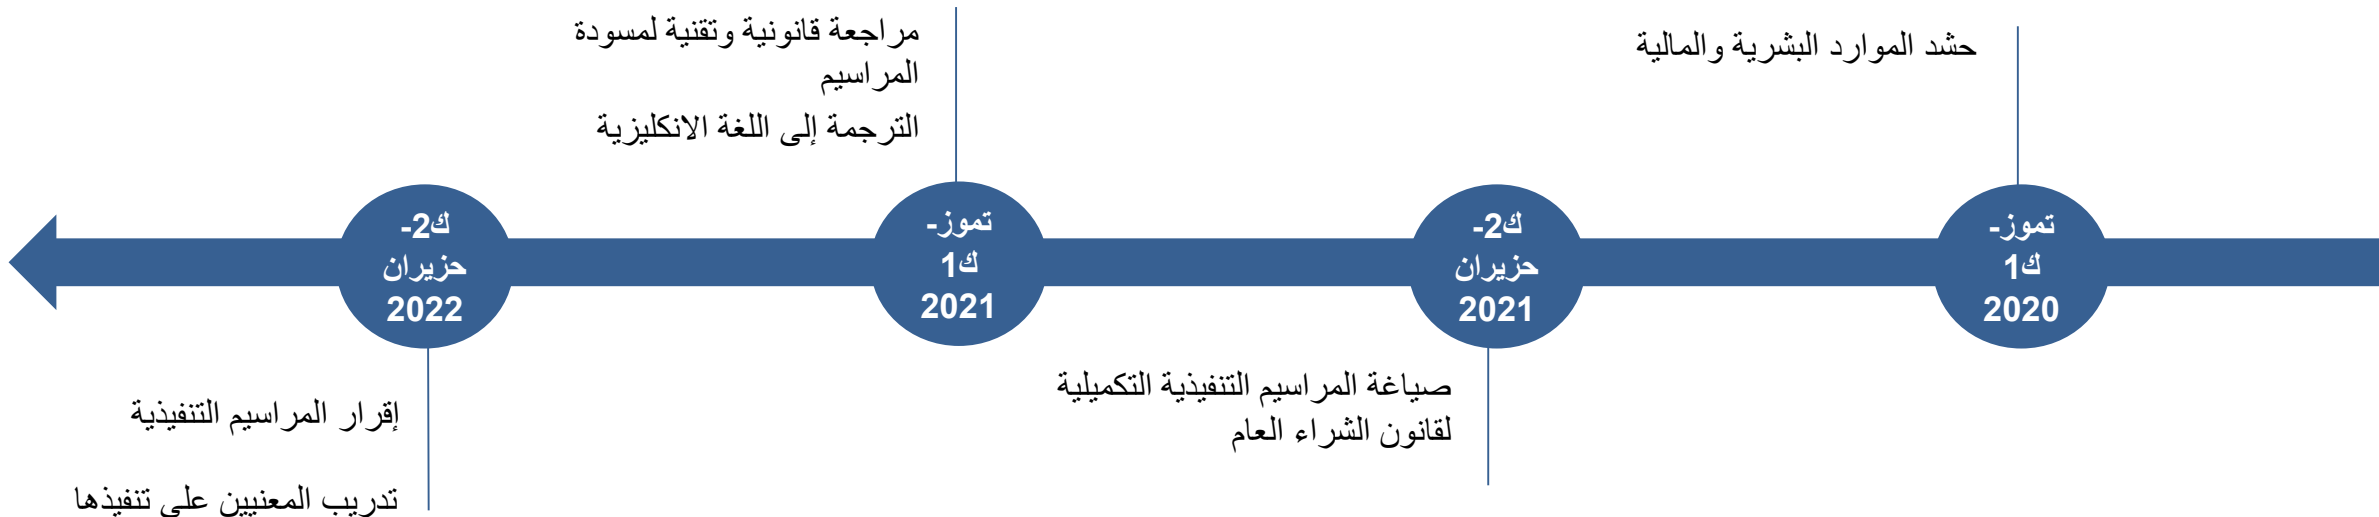 حشد الموارد البشرية والمالية
تموز-
ك1
2020
ك2-
حزيران
2021
صياغة المراسيم التنفيذية التكميلية
لقانون الشراء العام
مراجعة قانونية وتقنية لمسودة
المراسيم
الترجمة إلى اللغة الانكليزية
تموز-
ك1
2021
ك2-
حزيران
2022
إقرار المراسيم التنفيذية
تدريب المعنيين على تنفيذها